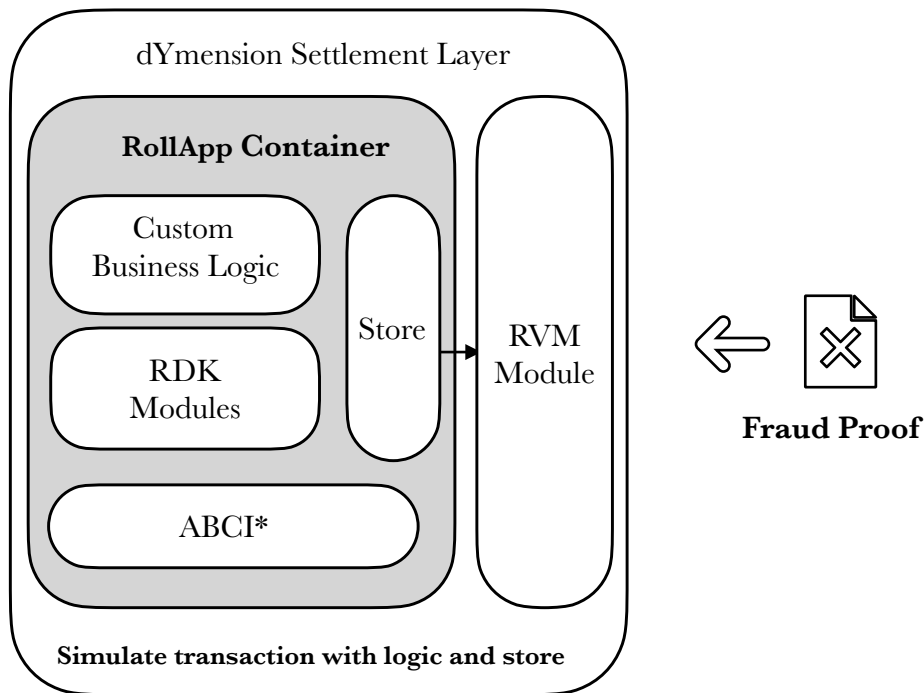 dYmension Settlement Layer
RollApp Container
Custom
Business Logic
RDK
Modules
Store
ABCI*
RVM
Module
Fraud Proof
Simulate transaction with logic and store